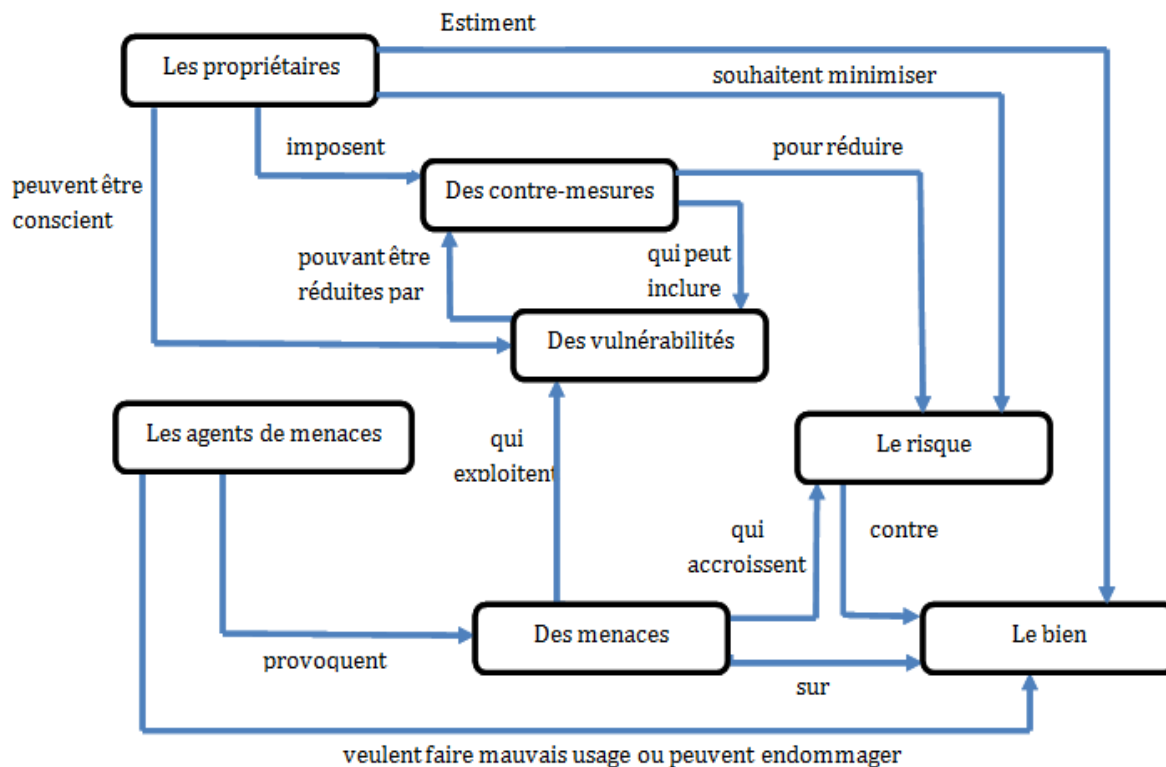 Estiment
Les propriétaires
souhaitent minimiser
imposent
pour réduire
peuvent être
conscient
Des contre-mesures
pouvant être
réduites par
qui peut
inclure
Des vulnérabilités
Les agents de menaces
qui
exploitent
Le risque
qui
accroissent
contre
Des menaces
Le bien
provoquent
sur
veulent faire mauvais usage ou peuvent endommager